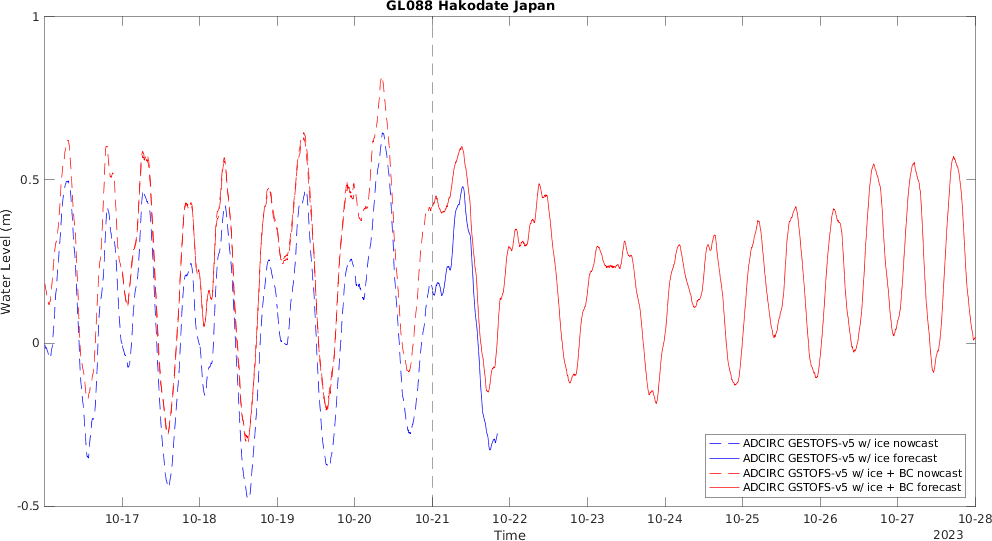 GL088 Hakodate Japan
1
0.5
0
-0.5
Water Level (m)
10-17 10-18 10-19 10-20 10-21 10-22 10-23 10-24 10-25 10-26 10-27 10-28
Time
2023
ADCIRC GESTOFS-v5 w/ ice nowcast
ADCIRC GESTOFS-v5 w/ ice forecast
ADCIRC GSTOFS-v5 w/ ice + BC nowcast
ADCIRC GSTOFS-v5 w/ ice + BC forecast